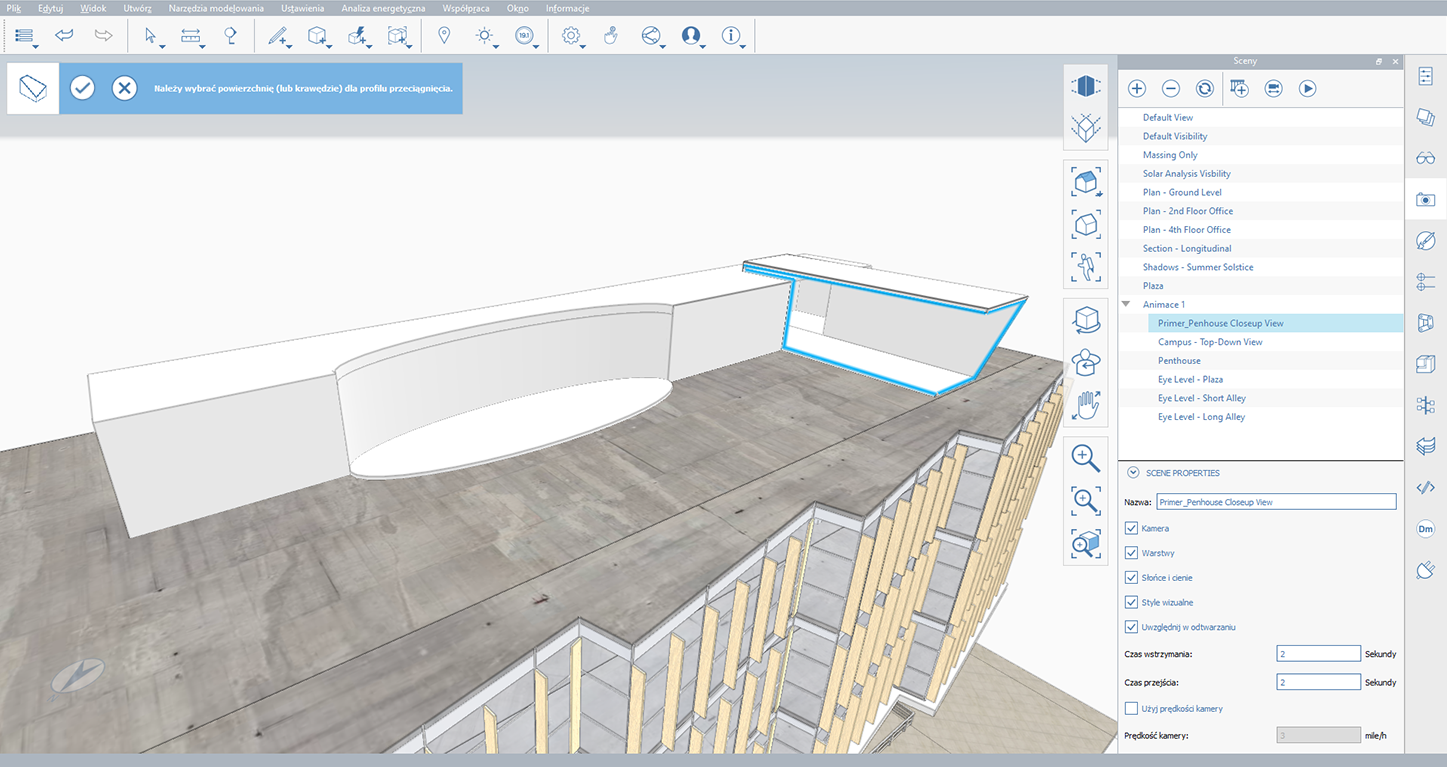 Plik Edytuj Widok Utwórz Narzędzia modelowania Ustawienia Analiza energetyczna Współpraca Okno Informacje
19.1
Należy wybrać powierzchnię (lub krawędzie) dla profilu przeciągnięcia.
Sceny
Default View
Default Visibility
Massing Only
Solar Analysis Visbility
Plan - Ground Level
Plan - 2nd Floor Office
Plan - 4th Floor Office
Section - Longitudinal
Shadows - Summer Solstice
Plaza
Animace 1
Primer_Penhouse Closeup View
Campus - Top-Down View
Penthouse
Eye Level - Plaza
Eye Level - Short Alley
Eye Level - Long Alley
SCENE PROPERTIES
Nazwa: Primer_Penhouse Closeup View
Kamera
Warstwy
Słońce i cienie
Style wizualne
Uwzględnij w odtwarzaniu
Czas wstrzymania: 2 Sekundy
Czas przejścia: 2 Sekundy
Użyj prędkości kamery
Prędkość kamery: 3 mile/h
Dm